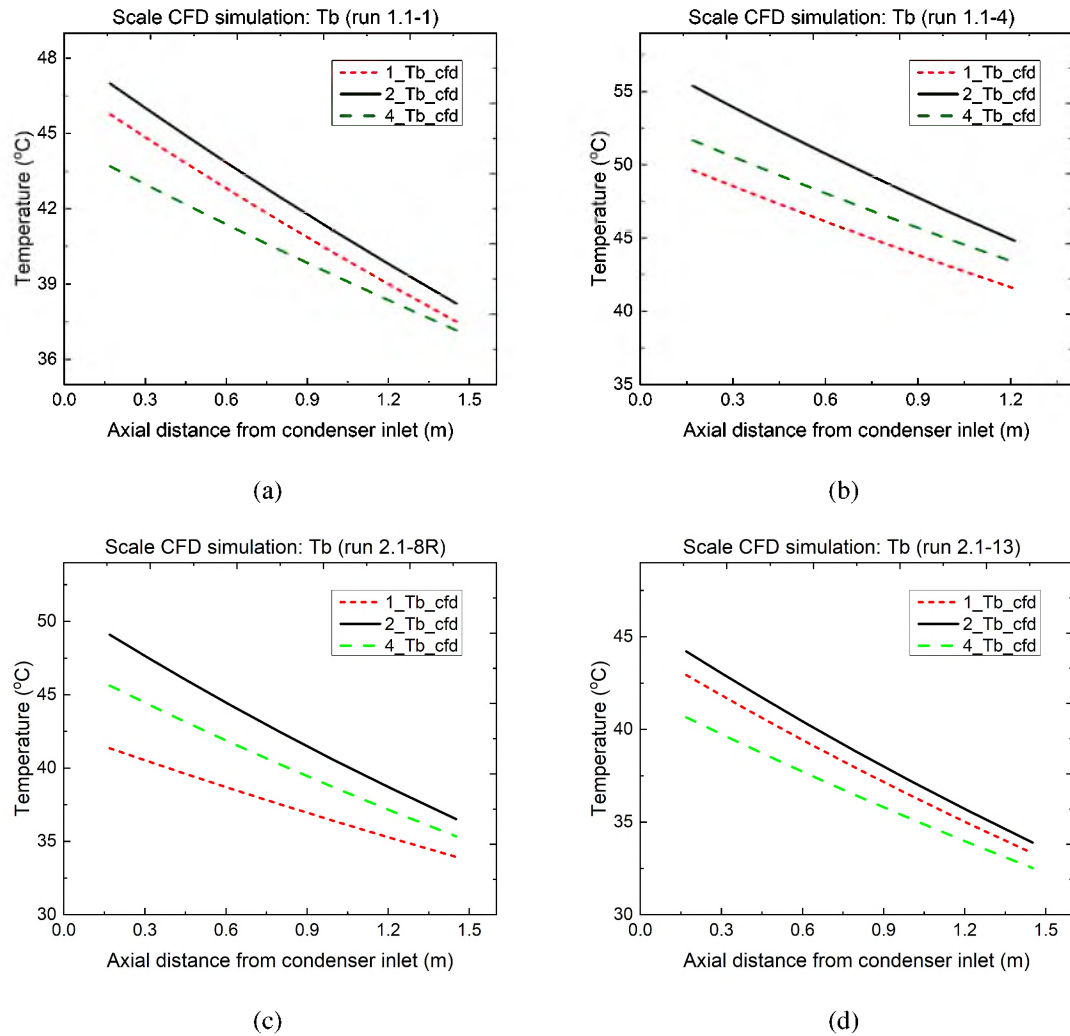 Scale CFD simulation: Tb (run 1.1-1)
48
45
42
39
36
0.0 0.3 0.6 0.9 1.2 1.5
Temperature (°C)
Axial distance from condenser inlet (m)
1_Tb_cfd
2_Tb_cfd
4_Tb_cfd
(a)
Scale CFD simulation: Tb (run 1.1-4)
55
50
45
40
35
0.0 0.3 0.6 0.9 1.2
Temperature (°C)
Axial distance from condenser inlet (m)
1_Tb_cfd
2_Tb_cfd
4_Tb_cfd
(b)
Scale CFD simulation: Tb (run 2.1-8R)
50
45
40
35
30
0.0 0.3 0.6 0.9 1.2 1.5
Temperature (°C)
Axial distance from condenser inlet (m)
1_Tb_cfd
2_Tb_cfd
4_Tb_cfd
(c)
Scale CFD simulation: Tb (run 2.1-13)
45
40
35
30
0.0 0.3 0.6 0.9 1.2 1.5
Temperature (°C)
Axial distance from condenser inlet (m)
1_Tb_cfd
2_Tb_cfd
4_Tb_cfd
(d)